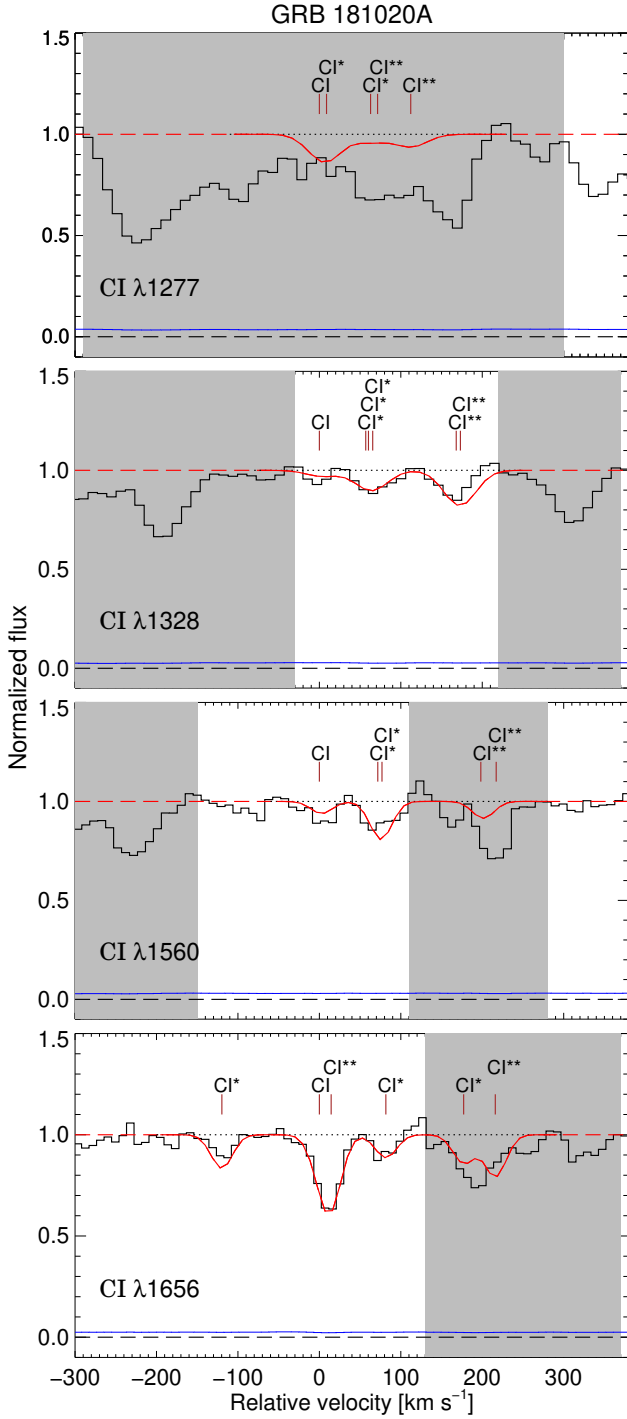 GRB 181020A
1.5
CI* CI**
CI CI* CI**
1.0
0.5
CI λ1277
0.0
1.5
CI*
CI* CI**
CI CI* CI**
1.0
0.5
CI λ1328
0.0
Normalized flux
1.5
CI* CI**
CI CI* CI**
1.0
0.5
CI λ1560
0.0
1.5
CI** CI**
CI* CI CI* CI*
1.0
0.5
CI λ1656
0.0
−300 −200 −100 0 100 200 300
Relative velocity [km s⁻¹]